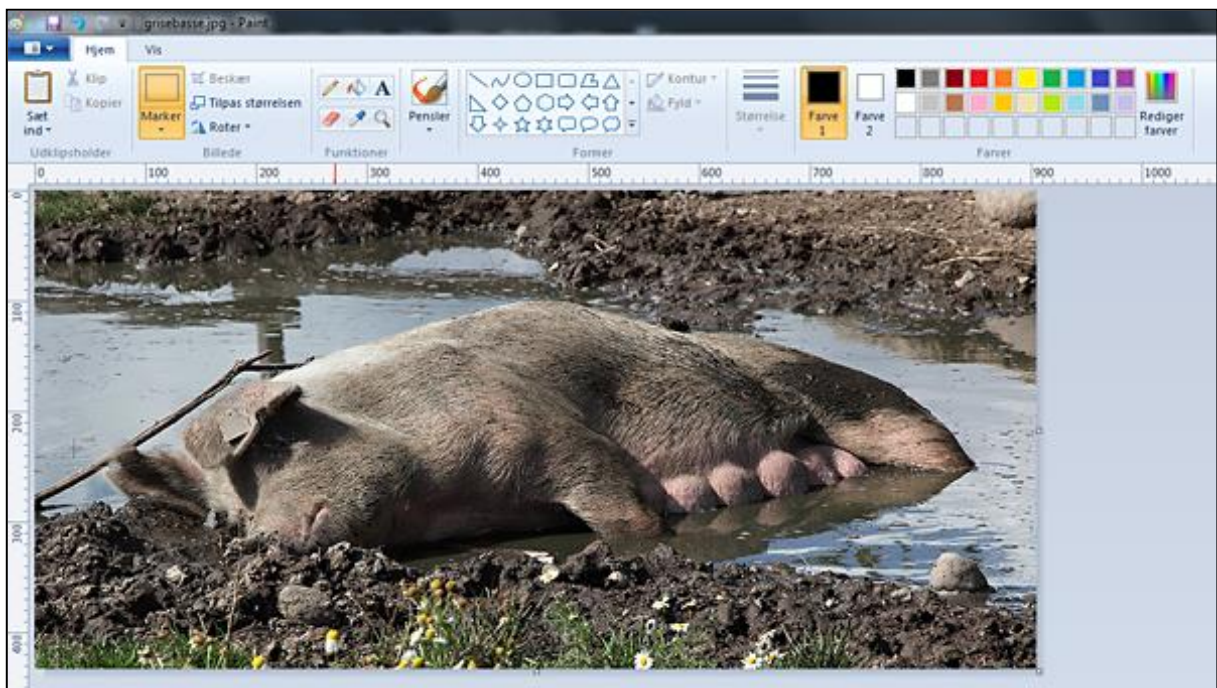 grisebasse.jpg - Paint
Hjem Vis
Sæt ind
Klip
Kopier
Udklipsholder
Marker
Beskær
Tilpas størrelsen
Roter
Billede
A
Funktioner
Pensler
Kontur
Fyld
Former
Størrelse
Farve 1
Farve 2
Rediger farver
Farver
0 100 200 300 400 500 600 700 800 900 1000
0
100
200
300
400